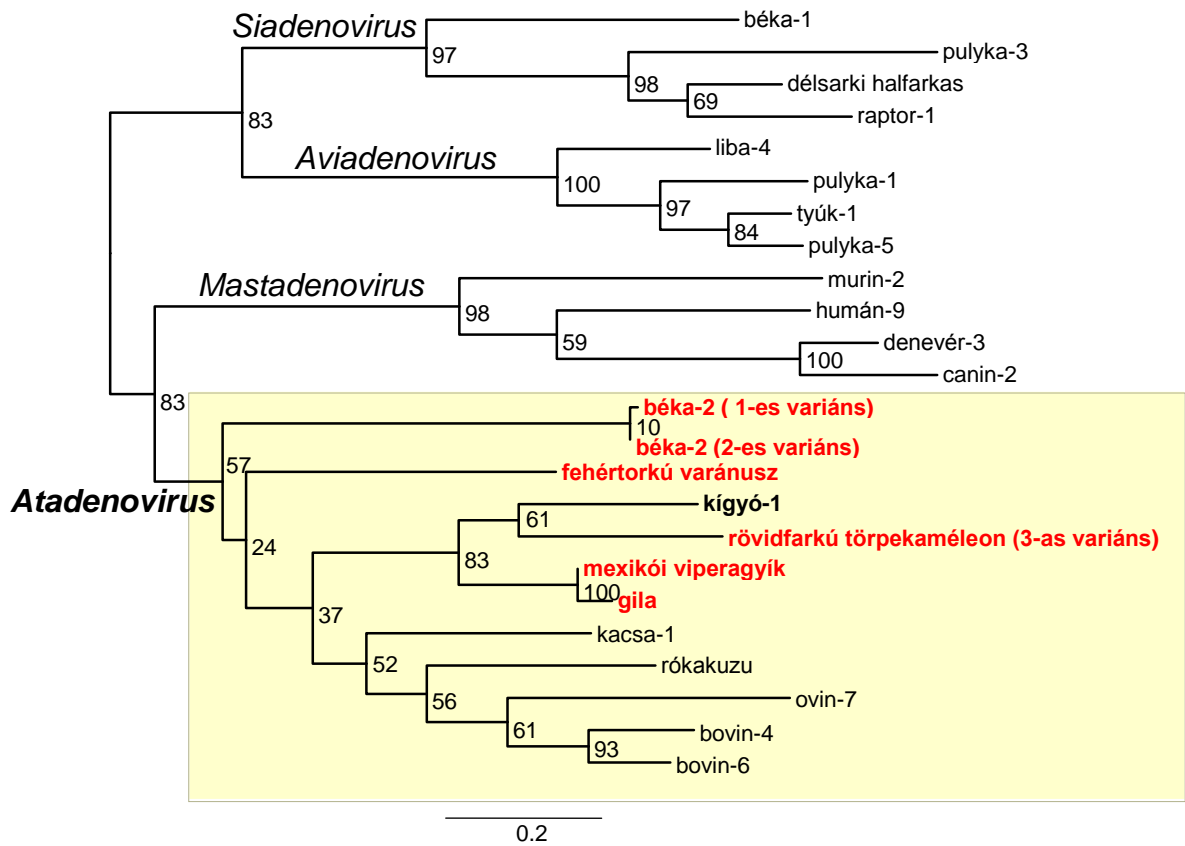 béka-1
Siadenovirus
97
pulyka-3
98
délsarki halfarkas
69
raptor-1
83
liba-4
Aviadenovirus
100
pulyka-1
97
tyúk-1
84
pulyka-5
murin-2
Mastadenovirus
98
humán-9
59
denevér-3
100
canin-2
83
béka-2 ( 1-es variáns)
10
béka-2 (2-es variáns)
57
fehértorkú varánusz
Atadenovirus
kígyó-1
61
rövidfarkú törpekaméleon (3-as variáns)
24
83
mexikói viperagyík
100
gila
37
kacsa-1
52
rókakuzu
56
ovin-7
61
bovin-4
93
bovin-6
0.2